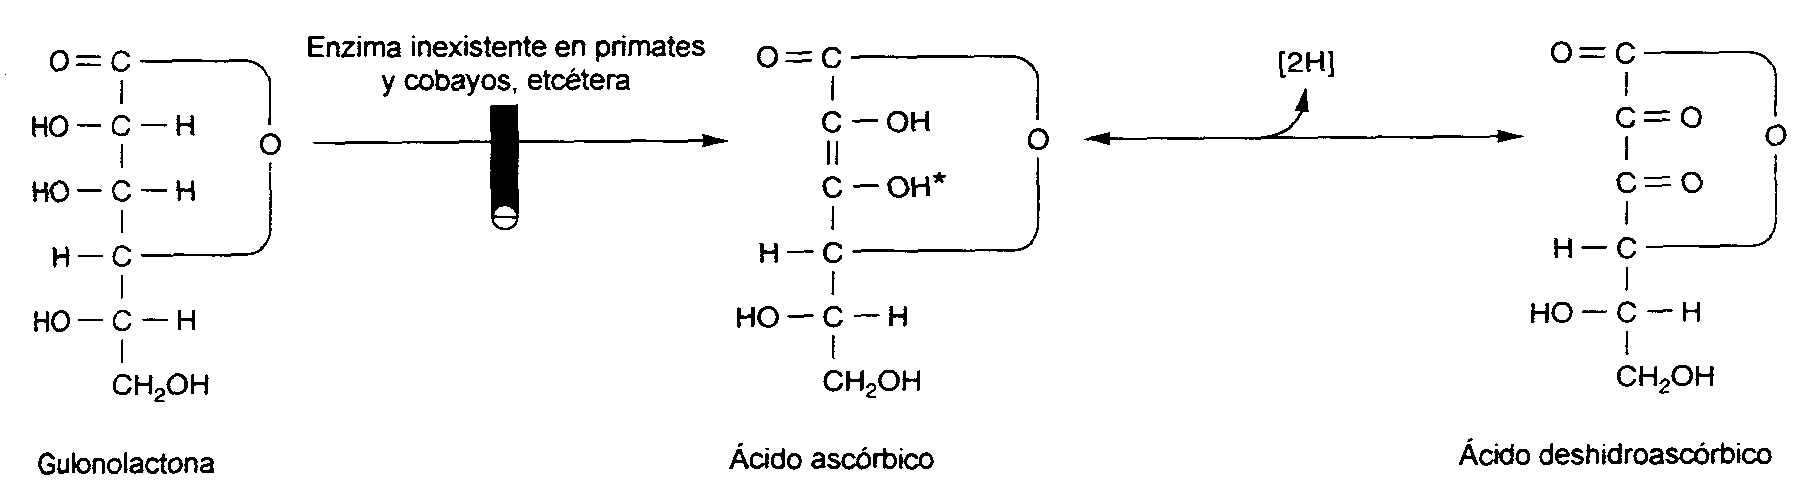 Enzima inexistente en primates
y cobayos, etcétera
O=C
HO—C—H
HO—C—H
O
H—C
HO—C—H
CH₂OH
Gulonolactona
O=C
C—OH
C—OH*
O
H—C
HO—C—H
CH₂OH
Ácido ascórbico
[2H]
O=C
C=O
C=O
O
H—C
HO—C—H
CH₂OH
Ácido deshidroascórbico